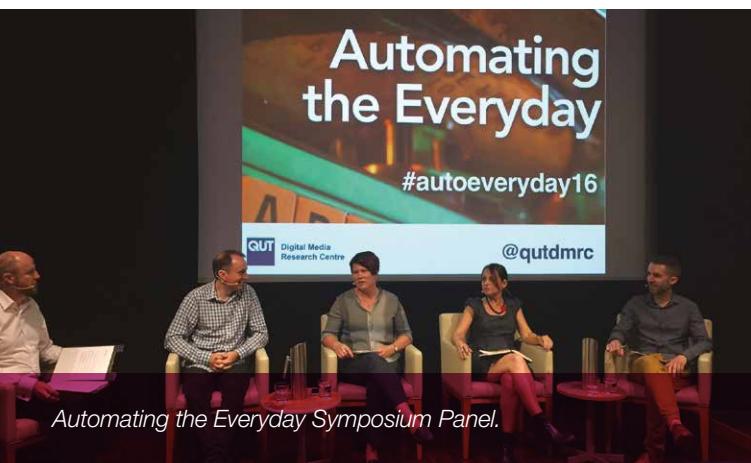 Automating
the Everyday
#autoeveryday16
QUT
Digital Media
Research Centre
@qutdmrc
Automating the Everyday Symposium Panel.